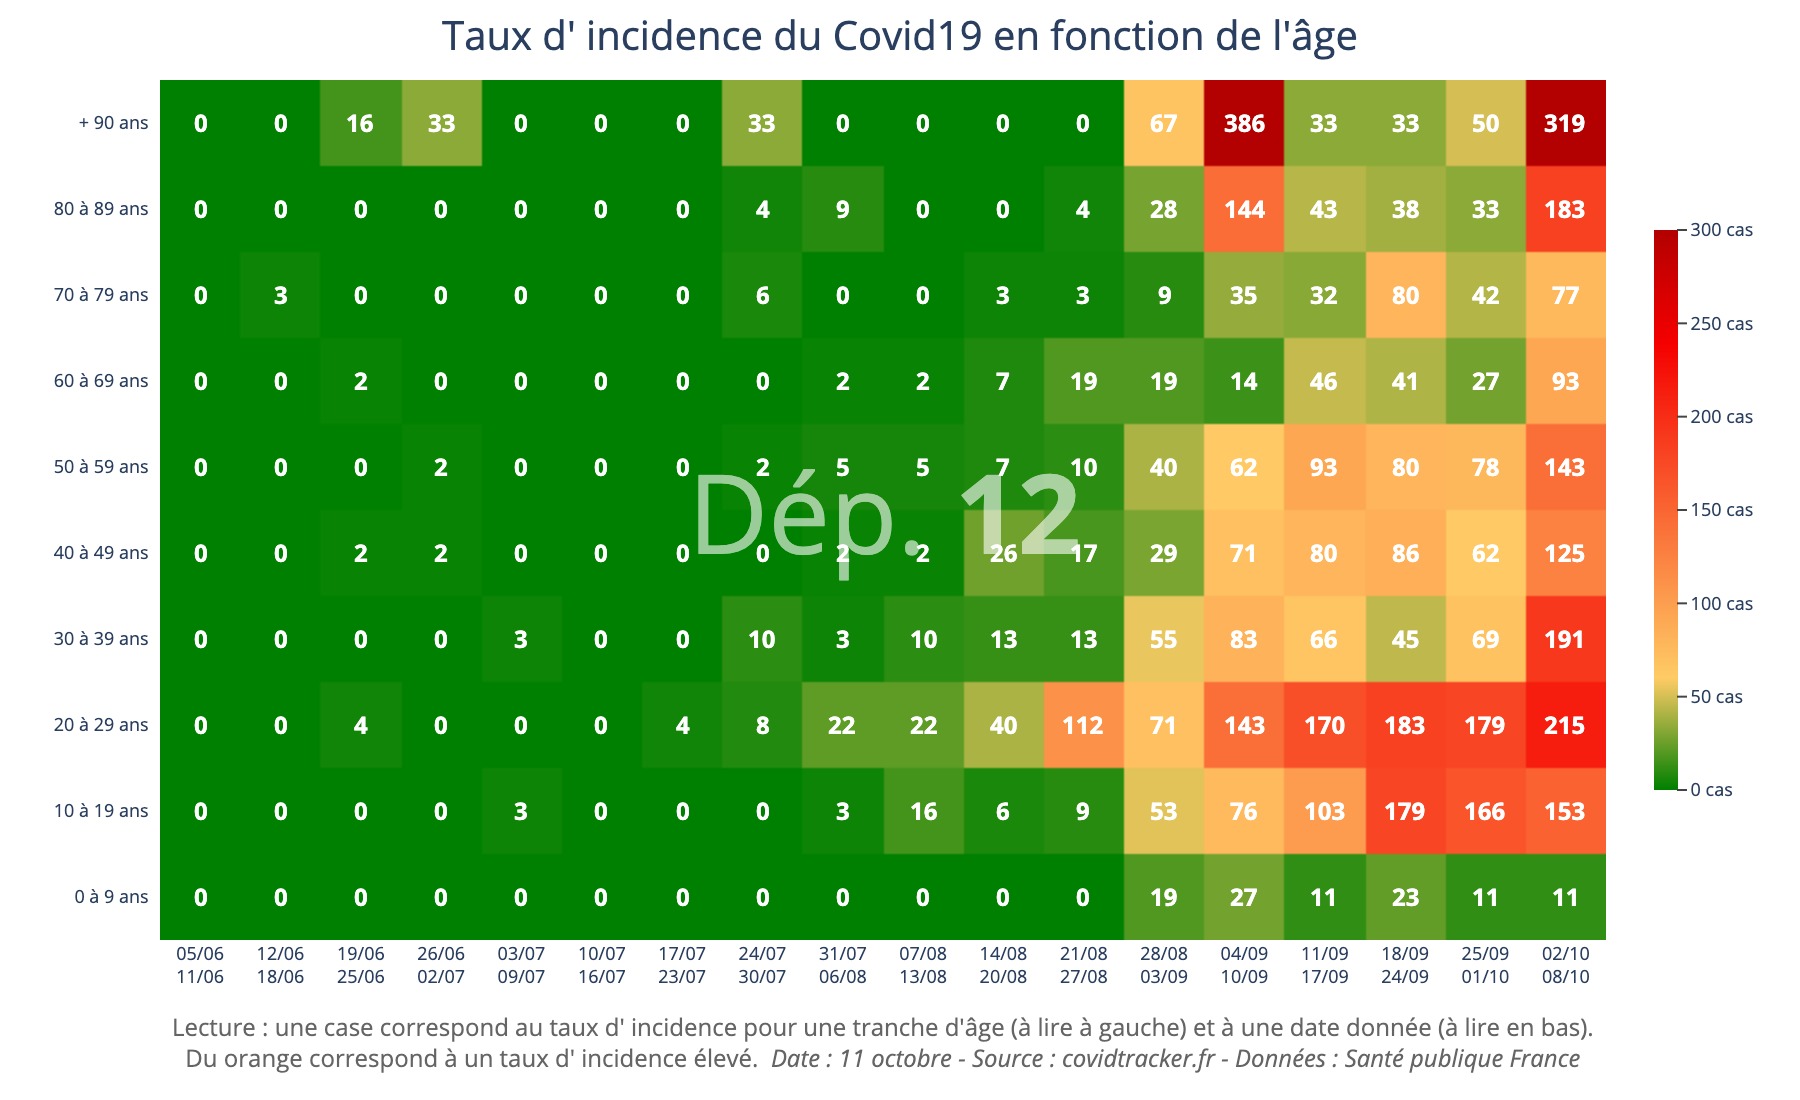 Taux d' incidence du Covid19 en fonction de l'âge
+ 90 ans 0 0 16 33 0 0 0 33 0 0 0 0 67 386 33 33 50 319
80 à 89 ans 0 0 0 0 0 0 0 4 9 0 0 4 28 144 43 38 33 183
70 à 79 ans 0 3 0 0 0 0 0 6 0 0 3 3 9 35 32 80 42 77
60 à 69 ans 0 0 2 0 0 0 0 0 2 2 7 19 19 14 46 41 27 93
50 à 59 ans 0 0 0 2 0 0 0 2 5 5 7 10 40 62 93 80 78 143
Dép. 12
40 à 49 ans 0 0 2 2 0 0 0 0 2 2 26 17 29 71 80 86 62 125
30 à 39 ans 0 0 0 0 3 0 0 10 3 10 13 13 55 83 66 45 69 191
20 à 29 ans 0 0 4 0 0 0 4 8 22 22 40 112 71 143 170 183 179 215
10 à 19 ans 0 0 0 0 3 0 0 0 3 16 6 9 53 76 103 179 166 153
0 à 9 ans 0 0 0 0 0 0 0 0 0 0 0 0 19 27 11 23 11 11
05/06 12/06 19/06 26/06 03/07 10/07 17/07 24/07 31/07 07/08 14/08 21/08 28/08 04/09 11/09 18/09 25/09 02/10
11/06 18/06 25/06 02/07 09/07 16/07 23/07 30/07 06/08 13/08 20/08 27/08 03/09 10/09 17/09 24/09 01/10 08/10
300 cas
250 cas
200 cas
150 cas
100 cas
50 cas
0 cas
Lecture : une case correspond au taux d' incidence pour une tranche d'âge (à lire à gauche) et à une date donnée (à lire en bas).
Du orange correspond à un taux d' incidence élevé. Date : 11 octobre - Source : covidtracker.fr - Données : Santé publique France